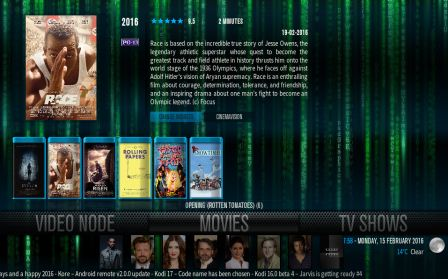 2016
9,5
2 MINUTES
PG-13
19-02-2016
Race is based on the incredible true story of Jesse Owens, the
legendary athletic superstar whose quest to become the
greatest track and field athlete in history thrusts him onto the
world stage of the 1936 Olympics, where he faces off against
Adolf Hitler's vision of Aryan supremacy. Race is an enthralling
film about courage, determination, tolerance, and friendship,
and an inspiring drama about one man's fight to become an
Olympic legend. (c) Focus
CINEMAVISION
RACE
RACE
RISEN
ROLLING
PAPERS
SNOWTIME
OPENING (ROTTEN TOMATOES) (6)
VIDEO NODE
MOVIES
TV SHOWS
7:58 - MONDAY, 15 FEBRUARY 2016
14°C Clear
ays and a happy 2016 - Kore - Android remote v2.0.0 update - Kodi 17 - Code name has been chosen - Kodi 16.0 beta 4 - Jarvis is getting ready #4